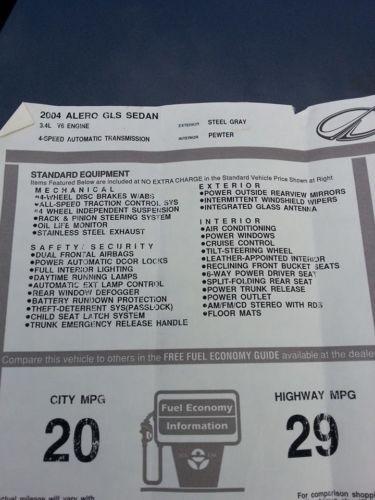 2004 ALERO GLS SEDAN
3.4L V6 ENGINE
4-SPEED AUTOMATIC TRANSMISSION
EXTERIOR STEEL GRAY
INTERIOR PEWTER
STANDARD EQUIPMENT
Items Featured Below are Included at NO EXTRA CHARGE in the Standard Vehicle Price Shown at Right
MECHANICAL
•4-WHEEL DISC BRAKES W/ABS
•ALL-SPEED TRACTION CONTROL SYS
•4 WHEEL INDEPENDENT SUSPENSION
•RACK & PINION STEERING SYSTEM
•OIL LIFE MONITOR
•STAINLESS STEEL EXHAUST
SAFETY/SECURITY
•DUAL FRONTAL AIRBAGS
•POWER AUTOMATIC DOOR LOCKS
•FULL INTERIOR LIGHTING
•DAYTIME RUNNING LAMPS
•AUTOMATIC EXT LAMP CONTROL
•REAR WINDOW DEFOGGER
•BATTERY RUNDOWN PROTECTION
•THEFT-DETERRENT SYS(PASSLOCK)
•CHILD SEAT LATCH SYSTEM
•TRUNK EMERGENCY RELEASE HANDLE
EXTERIOR
•POWER OUTSIDE REARVIEW MIRRORS
•INTERMITTENT WINDSHIELD WIPERS
•INTEGRATED GLASS ANTENNA
INTERIOR
•AIR CONDITIONING
•POWER WINDOWS
•CRUISE CONTROL
•TILT-STEERING WHEEL
•LEATHER-APPOINTED INTERIOR
•RECLINING FRONT BUCKET SEATS
•6-WAY POWER DRIVER SEAT
•SPLIT-FOLDING REAR SEAT
•POWER TRUNK RELEASE
•POWER OUTLET
•AM/FM/CD STEREO WITH RDS
•FLOOR MATS
Compare this vehicle to others in the FREE FUEL ECONOMY GUIDE available at the deale
CITY MPG
20
Fuel Economy
Information
HIGHWAY MPG
29
mileage will vary with
For comparison shopping